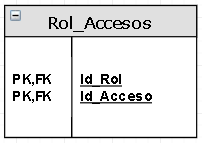 Rol_Accesos
PK,FK Id_Rol
PK,FK Id_Acceso